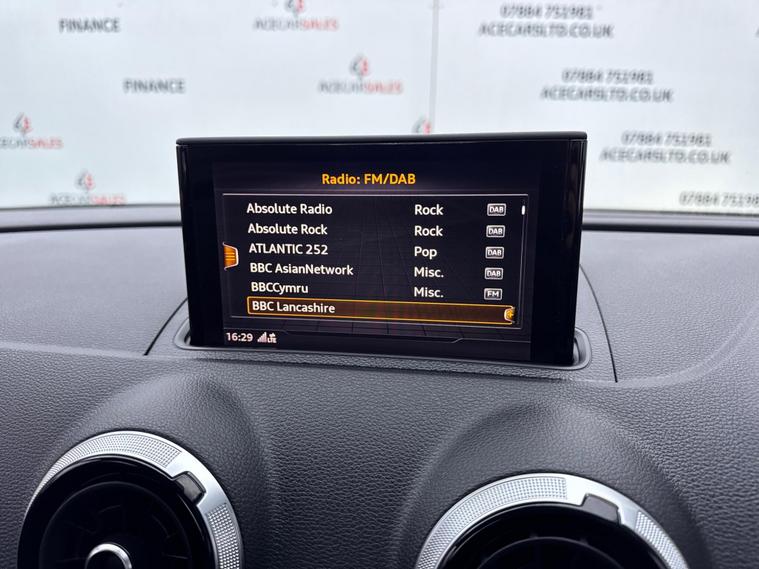 07884 751981
FINANCE
ACECARSALES
ACECARSLTD.CO.UK
07884 751981
FINANCE
ACECARSALES
ACECARSLTD.CO.UK
07884 751981
ACECARSALES
ACECARSLTD.CO.UK
ACECARSALES
07884 75198
Radio: FM/DAB
Absolute Radio Rock DAB
Absolute Rock Rock DAB
ATLANTIC 252 Pop DAB
BBC AsianNetwork Misc. DAB
BBCCymru Misc. FM
BBC Lancashire
16:29 LTE